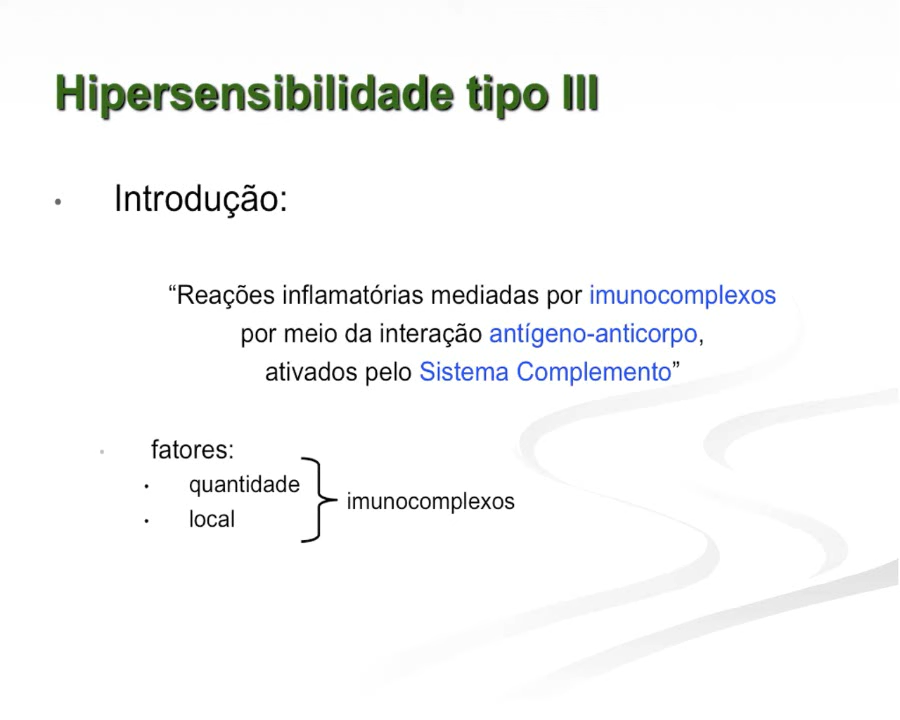 Hipersensibilidade tipo III
• Introdução:
“Reações inflamatórias mediadas por imunocomplexos
por meio da interação antígeno-anticorpo,
ativados pelo Sistema Complemento”
• fatores:
• quantidade
• local
imunocomplexos